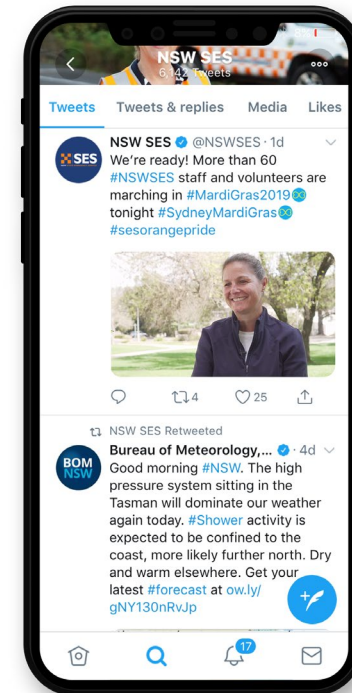 NSW SES
6,142 Tweets
Tweets Tweets & replies Media Likes
NSW SES @NSWSES · 1d
SES
We're ready! More than 60
#NSWSES staff and volunteers are
marching in #MardiGras2019
tonight #SydneyMardiGras
#sesorangepride
4 25
NSW SES Retweeted
Bureau of Meteorology,... · 4d
BOM
NSW
Good morning #NSW. The high
pressure system sitting in the
Tasman will dominate our weather
again today. #Shower activity is
expected to be confined to the
coast, more likely further north. Dry
and warm elsewhere. Get your
latest #forecast at ow.ly/
gNY130nRvJp
17